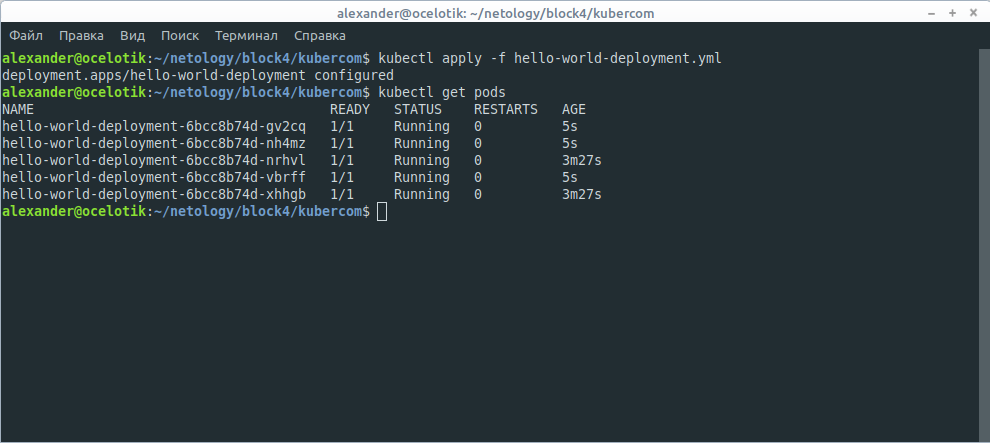 alexander@ocelotik: ~/netology/block4/kubercom
Файл Правка Вид Поиск Терминал Справка
alexander@ocelotik:~/netology/block4/kubercom$ kubectl apply -f hello-world-deployment.yml
deployment.apps/hello-world-deployment configured
alexander@ocelotik:~/netology/block4/kubercom$ kubectl get pods
NAME READY STATUS RESTARTS AGE
hello-world-deployment-6bcc8b74d-gv2cq 1/1 Running 0 5s
hello-world-deployment-6bcc8b74d-nh4mz 1/1 Running 0 5s
hello-world-deployment-6bcc8b74d-nrhvl 1/1 Running 0 3m27s
hello-world-deployment-6bcc8b74d-vbrff 1/1 Running 0 5s
hello-world-deployment-6bcc8b74d-xhhgb 1/1 Running 0 3m27s
alexander@ocelotik:~/netology/block4/kubercom$